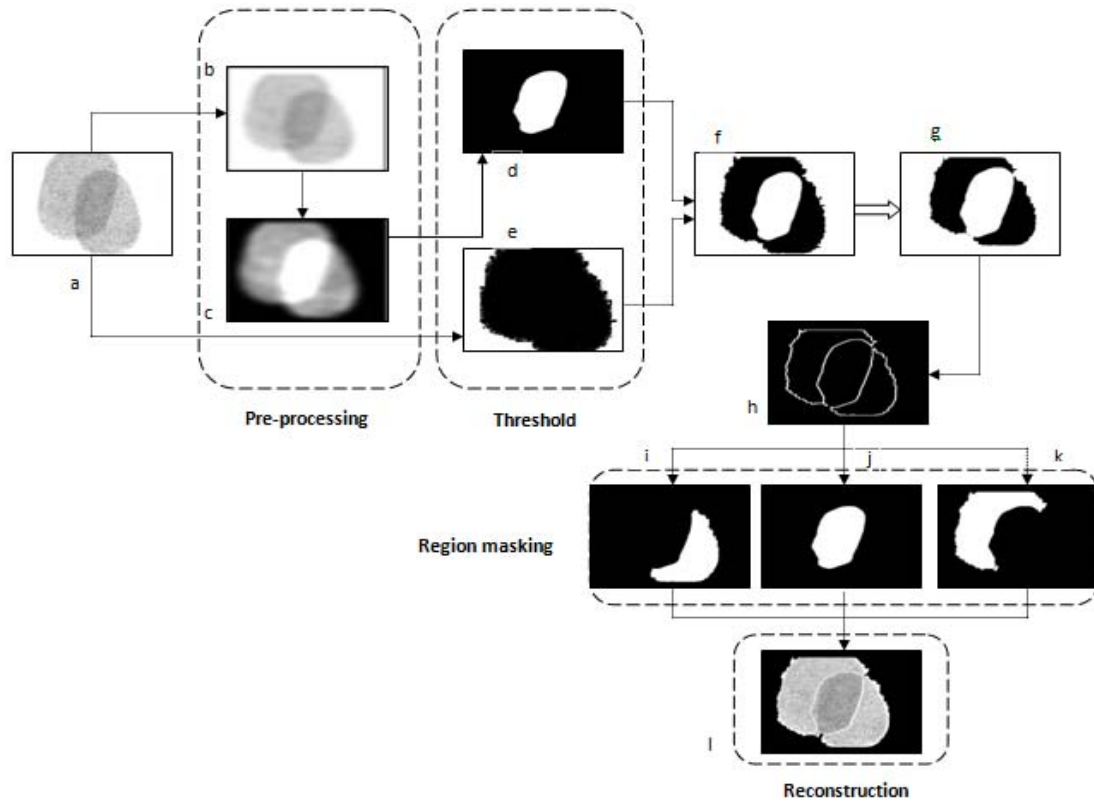 b
d
f
g
a
e
c
Pre-processing
Threshold
h
i
j
k
Region masking
l
Reconstruction